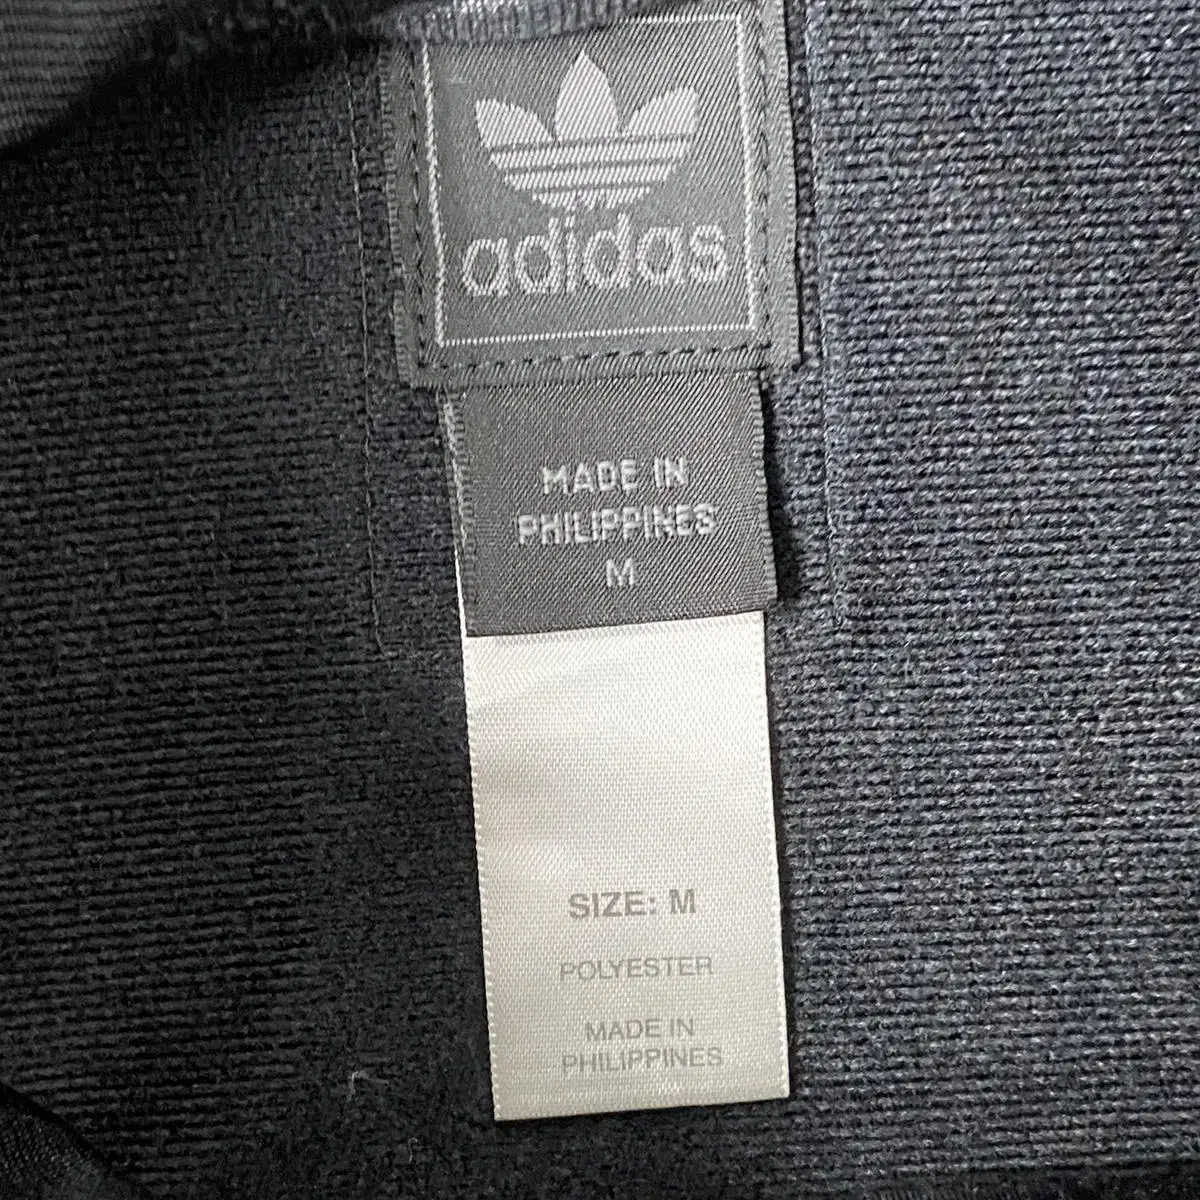 adidas
MADE IN
PHILIPPINES
M
SIZE: M
POLYESTER
MADE IN
PHILIPPINES